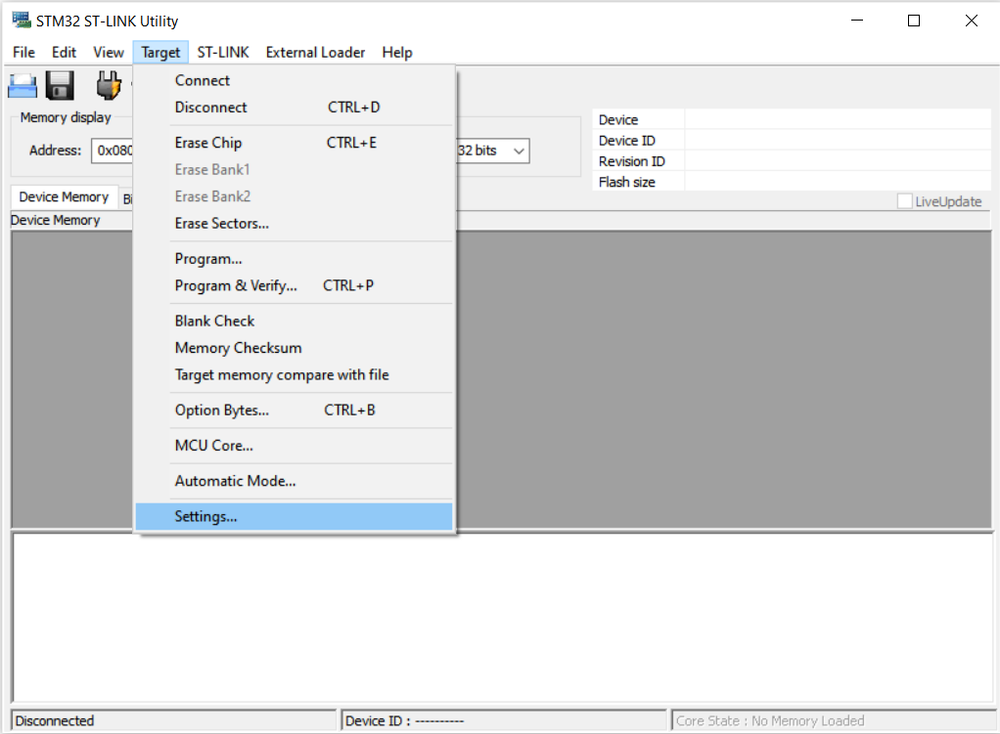 STM32 ST-LINK Utility
File Edit View Target ST-LINK External Loader Help
Memory display
Address: 0x080
32 bits
Device
Device ID
Revision ID
Flash size
LiveUpdate
Device Memory Bi
Device Memory
Connect
Disconnect CTRL+D
Erase Chip CTRL+E
Erase Bank1
Erase Bank2
Erase Sectors...
Program...
Program & Verify... CTRL+P
Blank Check
Memory Checksum
Target memory compare with file
Option Bytes... CTRL+B
MCU Core...
Automatic Mode...
Settings...
Disconnected
Device ID : ----------
Core State : No Memory Loaded